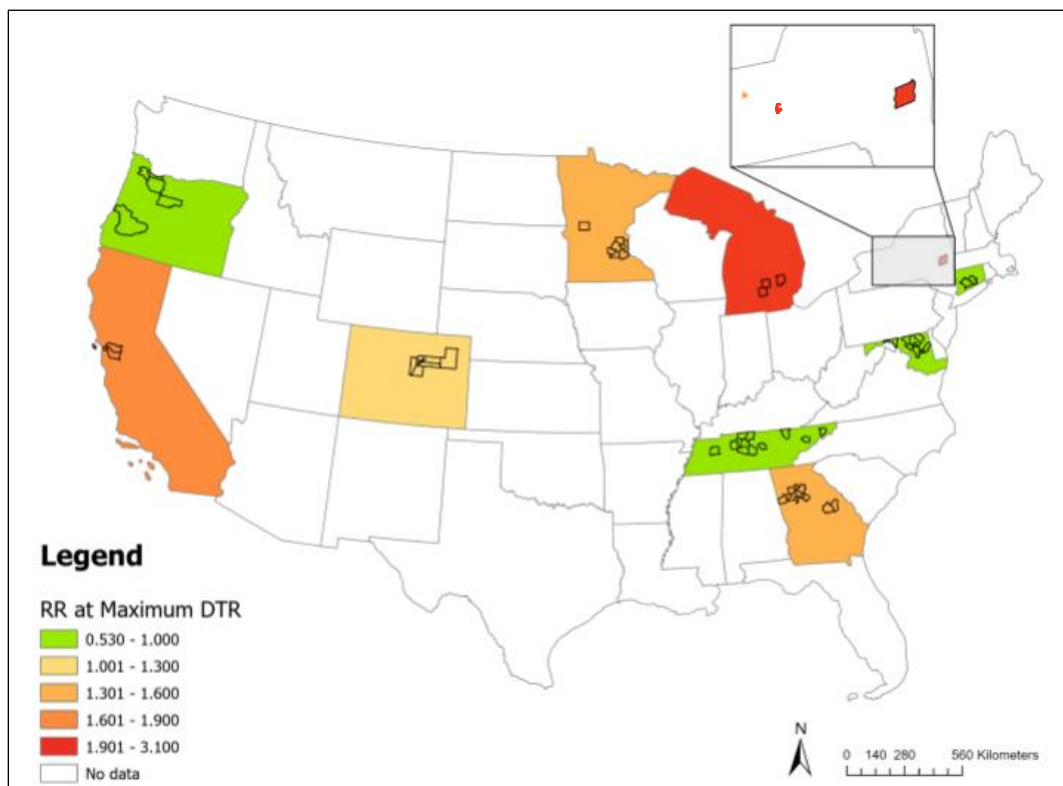 Legend
RR at Maximum DTR
0.530 - 1.000
1.001 - 1.300
1.301 - 1.600
1.601 - 1.900
1.901 - 3.100
No data
N
0 140 280 560 Kilometers